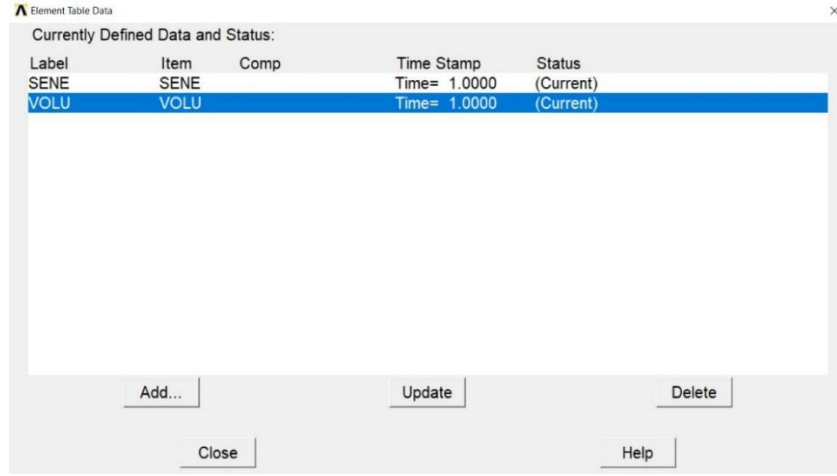 Element Table Data
Currently Defined Data and Status:
Label Item Comp Time Stamp Status
SENE SENE Time= 1.0000 (Current)
VOLU VOLU Time= 1.0000 (Current)
Add... Update Delete
Close Help